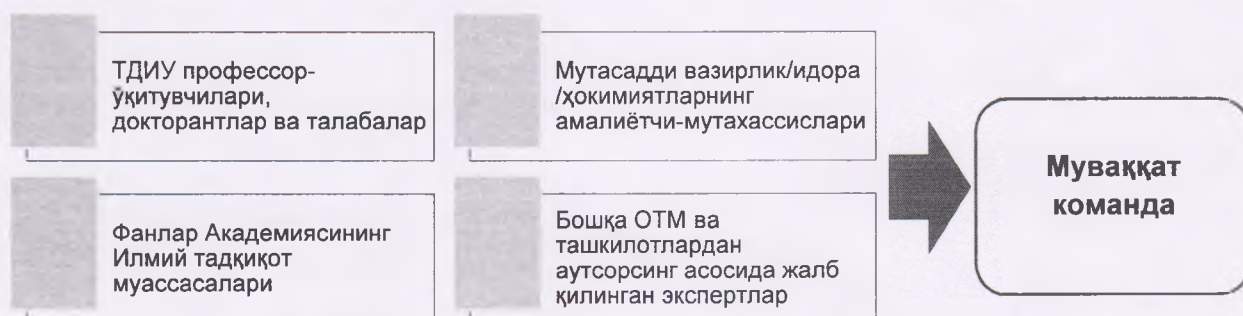 ТДИУ профессор-
ўқитувчилари,
докторантлар ва талабалар
Мутасадди вазирлик/идора
/ҳокимиятларнинг
амалиётчи-мутахассислари
Фанлар Академиясининг
Илмий тадқиқот
муассасалари
Бошқа ОТМ ва
ташкилотлардан
аутсорсинг асосида жалб
қилинган экспертлар
Муваққат
команда